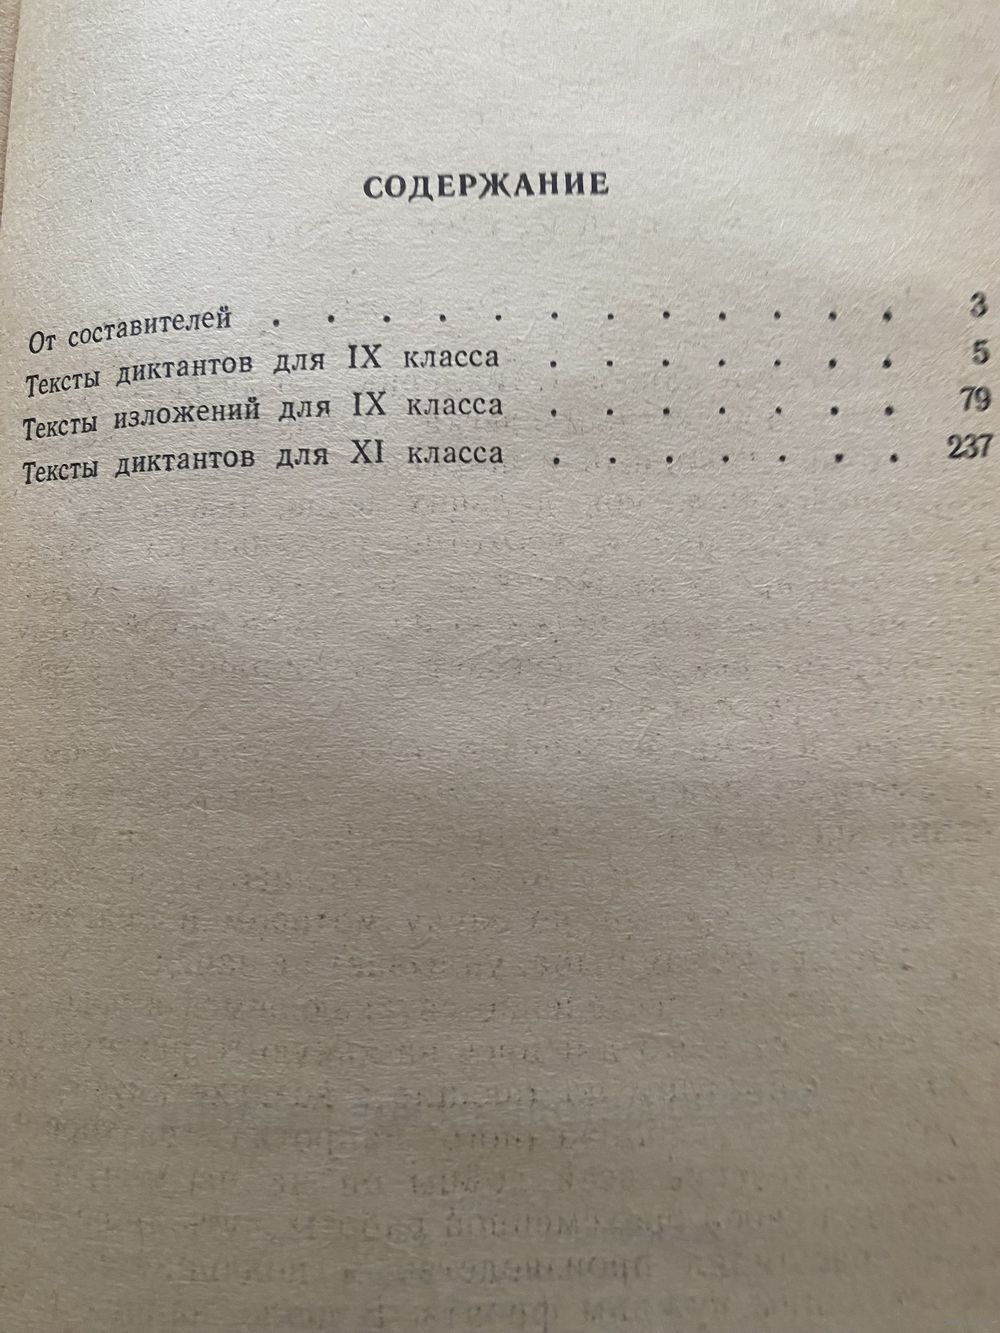 СОДЕРЖАНИЕ
От составителей . . . . . . . . . . . . 3
Тексты диктантов для IX класса . . . . . . . 5
Тексты изложений для IX класса . . . . . . . 79
Тексты диктантов для XI класса . . . . . . . 237